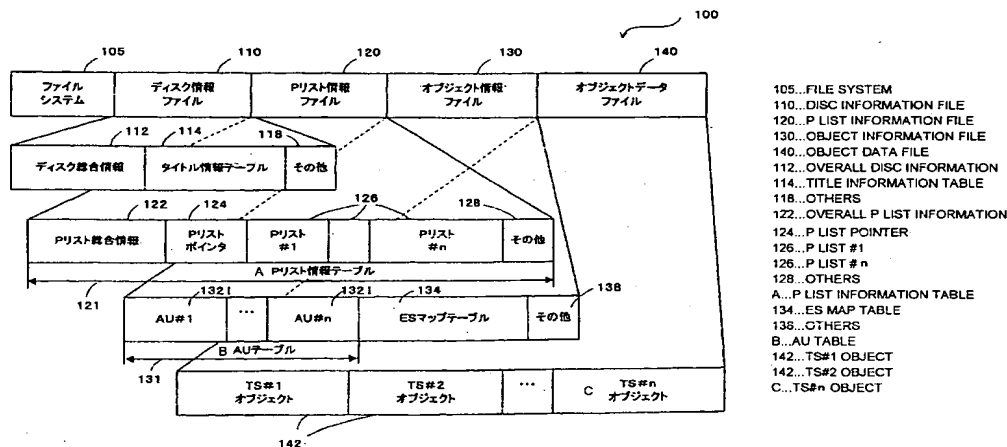 100
105
110
120
130
140
ファイル
システム
ディスク情報
ファイル
Pリスト情報
ファイル
オブジェクト情報
ファイル
オブジェクトデータ
ファイル
112
114
118
ディスク総合情報
タイトル情報テーブル
その他
122
124
126
128
Pリスト総合情報
Pリスト
ポインタ
Pリスト
#1
Pリスト
#n
その他
A Pリスト情報テーブル
121
1321
1321
134
138
AU#1
...
AU#n
ESマップテーブル
その他
B AUテーブル
131
TS#1
オブジェクト
TS#2
オブジェクト
...
C TS#n
オブジェクト
142
105...FILE SYSTEM
110...DISC INFORMATION FILE
120...P LIST INFORMATION FILE
130...OBJECT INFORMATION FILE
140...OBJECT DATA FILE
112...OVERALL DISC INFORMATION
114...TITLE INFORMATION TABLE
118...OTHERS
122...OVERALL P LIST INFORMATION
124...P LIST POINTER
126...P LIST #1
126...P LIST #n
128...OTHERS
A...P LIST INFORMATION TABLE
134...ES MAP TABLE
138...OTHERS
B...AU TABLE
142...TS#1 OBJECT
142...TS#2 OBJECT
C...TS#n OBJECT